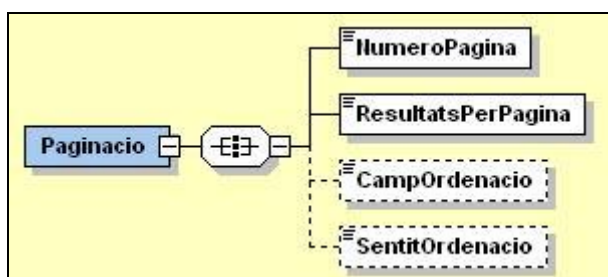 NumeroPagina
ResultatsPerPagina
Paginacio
CampOrdenacio
SentitOrdenacio